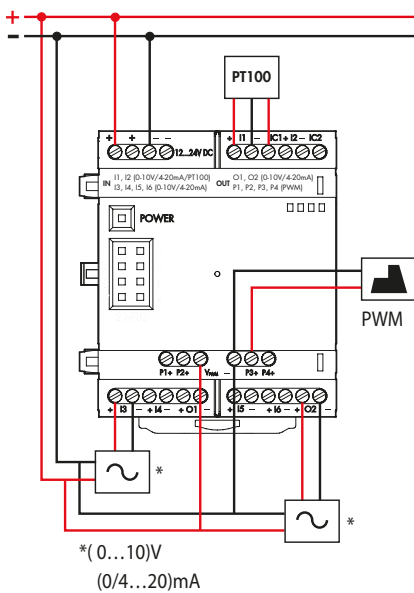 +
−
PT100
+ + − −
12...24V DC
+ I1 − IC1+ I2 − IC2
IN I1, I2 (0-10V/4-20mA/PT100)
I3, I4, I5, I6 (0-10V/4-20mA)
OUT O1, O2 (0-10V/4-20mA)
P1, P2, P3, P4 (PWM)
POWER
PWM
P1+ P2+ VPWM − P3+ P4+
+ I3 − + I4 − + O1 − + I5 − + I6 − + O2 −
*
*
*( 0...10)V
(0/4...20)mA